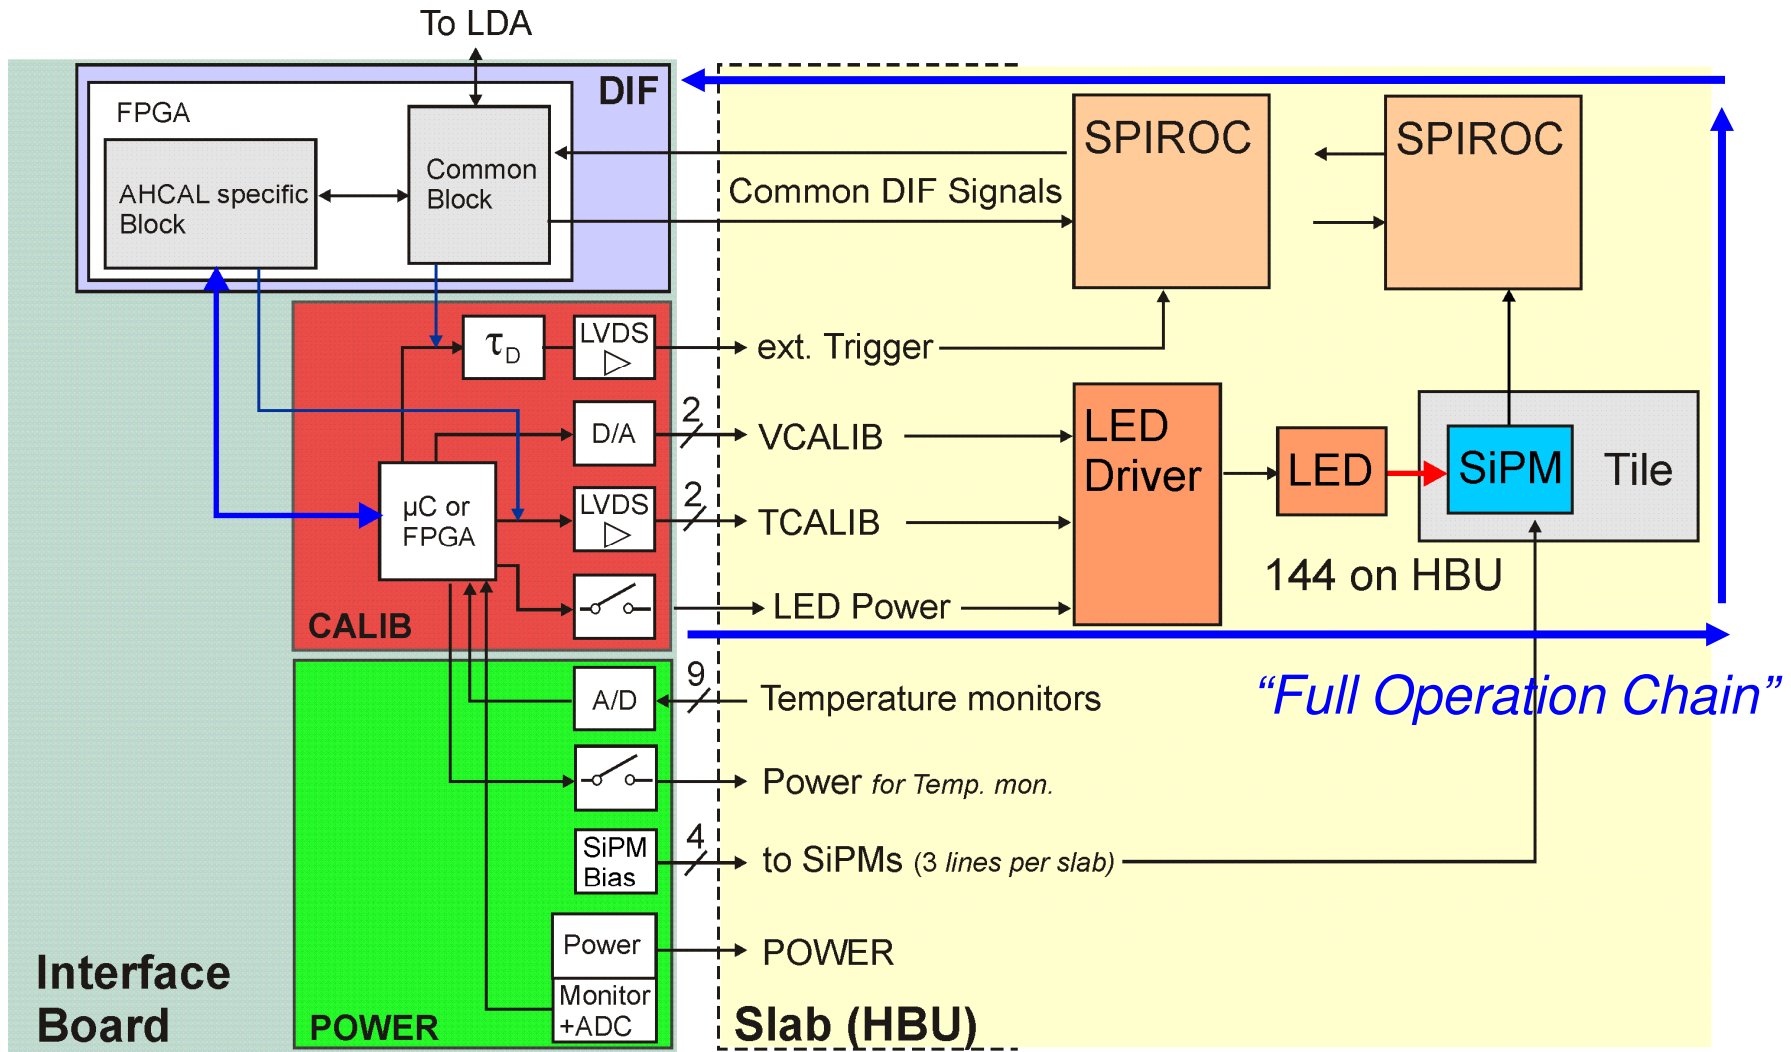 To LDA
DIF
FPGA
AHCAL specific
Block
Common
Block
SPIROC
SPIROC
Common DIF Signals
τD
LVDS
ext. Trigger
D/A
2
VCALIB
LED
Driver
LED
SiPM
Tile
µC or
FPGA
LVDS
2
TCALIB
144 on HBU
LED Power
CALIB
A/D
9
Temperature monitors
“Full Operation Chain”
Power for Temp. mon.
SiPM
Bias
4
to SiPMs (3 lines per slab)
Power
POWER
Monitor
+ADC
POWER
Interface
Board
Slab (HBU)